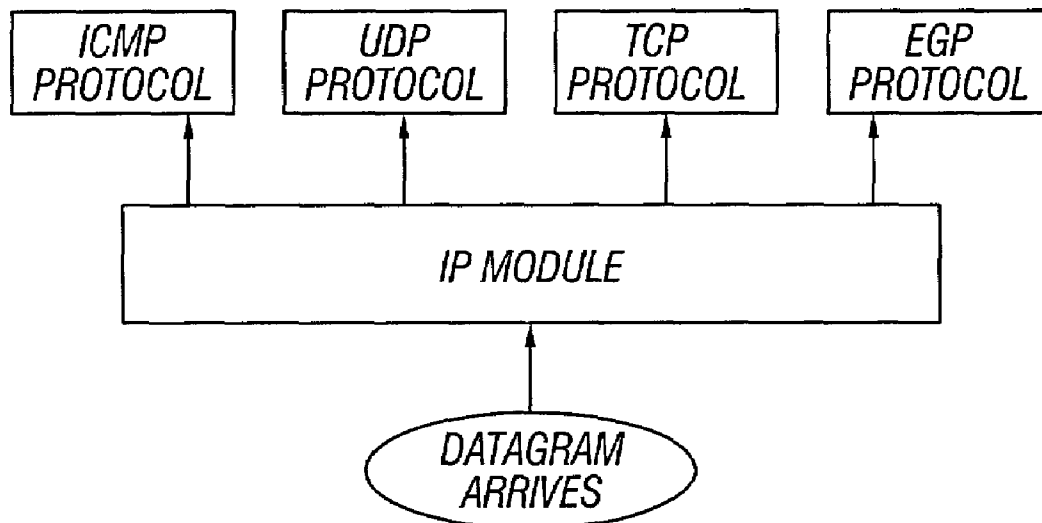 ICMP
PROTOCOL
UDP
PROTOCOL
TCP
PROTOCOL
EGP
PROTOCOL
IP MODULE
DATAGRAM
ARRIVES